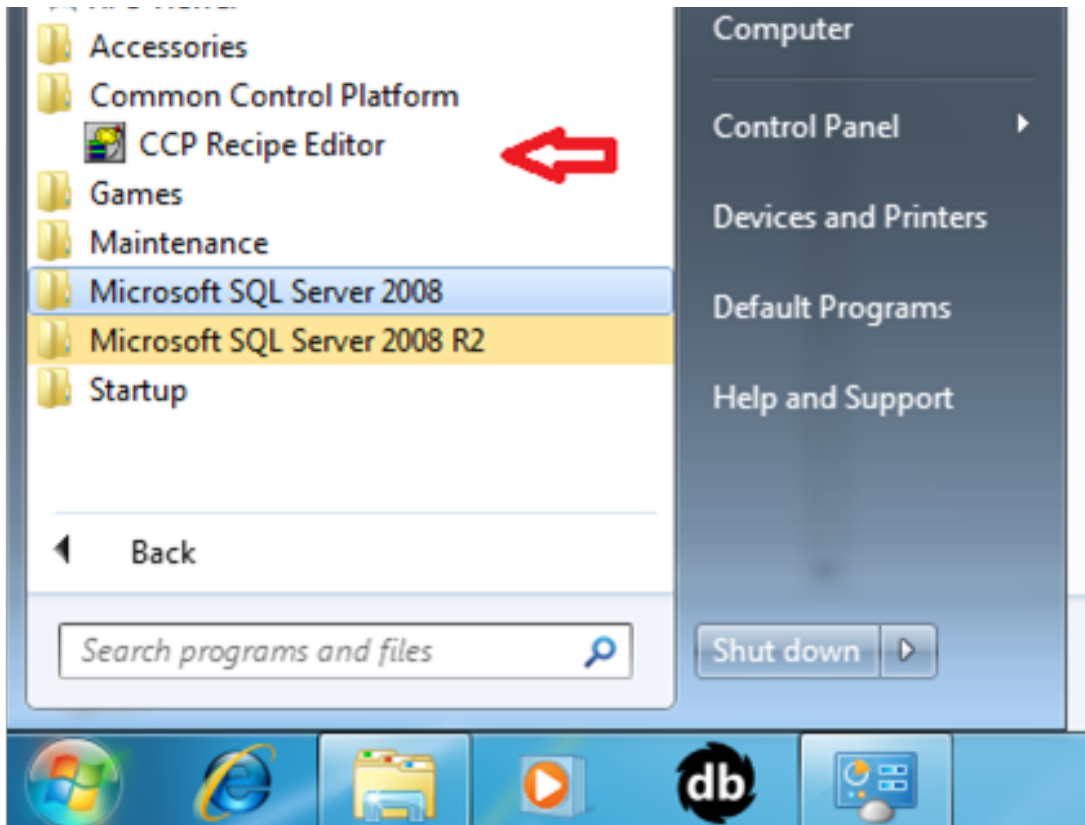 Accessories
Common Control Platform
CCP Recipe Editor
Games
Maintenance
Microsoft SQL Server 2008
Microsoft SQL Server 2008 R2
Startup
Back
Search programs and files
Computer
Control Panel
Devices and Printers
Default Programs
Help and Support
Shut down
db